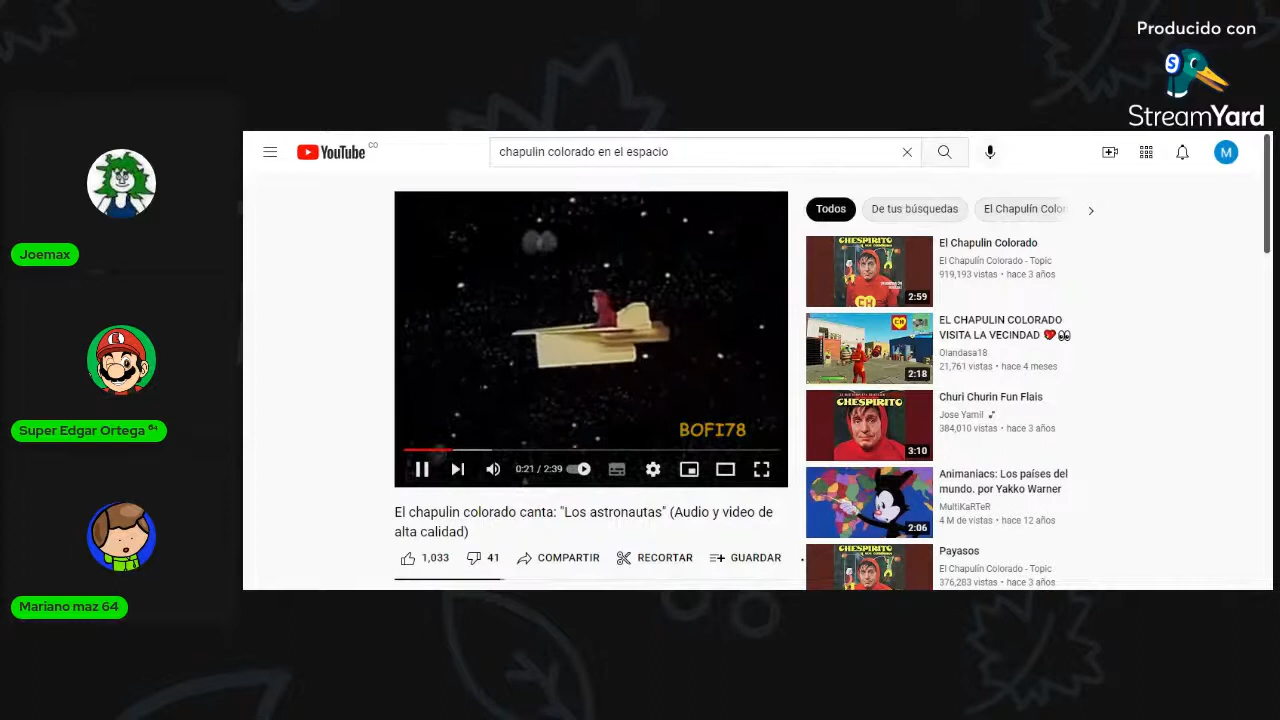 Producido con
StreamYard
Joemax
Super Edgar Ortega 64
Mariano maz 64
YouTube CO
chapulin colorado en el espacio
M
BOFI78
0:21 / 2:39
El chapulin colorado canta: "Los astronautas" (Audio y video de
alta calidad)
1,033
41
COMPARTIR
RECORTAR
GUARDAR
Todos
De tus búsquedas
El Chapulín Color
CHESPIRITO
2:59
El Chapulin Colorado
El Chapulín Colorado - Topic
919,193 vistas • hace 3 años
CH
2:18
EL CHAPULIN COLORADO
VISITA LA VECINDAD ❤️👀
Olandasa18
21,761 vistas • hace 4 meses
CHESPIRITO
3:10
Churi Churin Fun Flais
Jose Yamil
384,010 vistas • hace 3 años
2:06
Animaniacs: Los países del
mundo. por Yakko Warner
MultiKaRTeR
4 M de vistas • hace 12 años
CHESPIRITO
Payasos
El Chapulín Colorado - Topic
376,283 vistas • hace 3 años